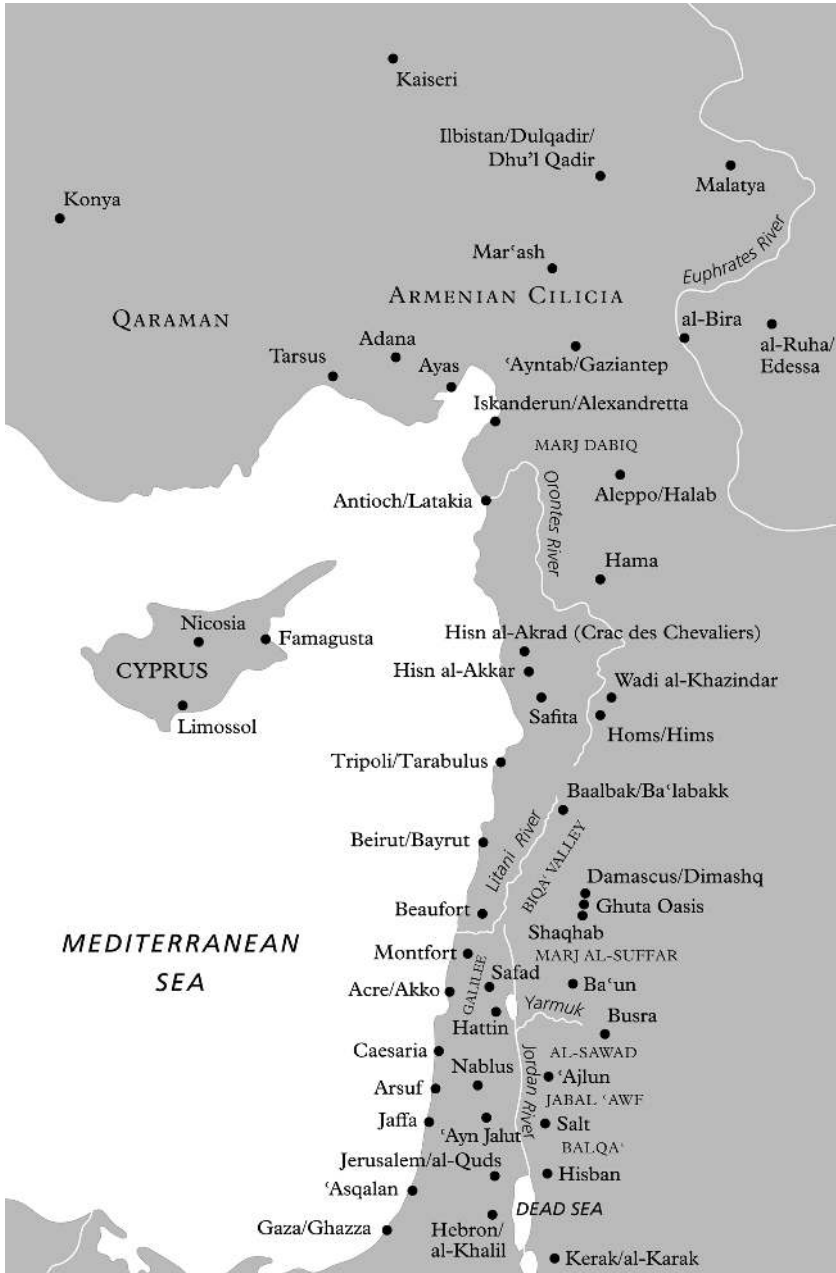 Kaiseri
Ilbistan/Dulqadir/
Dhu'l Qadir
Malatya
Konya
Euphrates River
Mar‘ash
ARMENIAN CILICIA
QARAMAN
al-Bira
al-Ruha/
Edessa
Adana
Tarsus
Ayas
‘Ayntab/Gaziantep
Iskanderun/Alexandretta
MARJ DABIQ
Aleppo/Halab
Antioch/Latakia
Orontes River
Hama
Nicosia
Famagusta
CYPRUS
Limossol
Hisn al-Akrad (Crac des Chevaliers)
Hisn al-Akkar
Wadi al-Khazindar
Safita
Homs/Hims
Tripoli/Tarabulus
Baalbak/Ba‘labakk
Beirut/Bayrut
Litani River
BIQA‘ VALLEY
Damascus/Dimashq
Ghuta Oasis
Beaufort
Shaqhab
MEDITERRANEAN
SEA
Montfort
MARJ AL-SUFFAR
Safad
Ba‘un
Acre/Akko
GALILEE
Hattin
Yarmuk
Busra
Caesaria
AL-SAWAD
Nablus
Jordan River
‘Ajlun
Arsuf
JABAL ‘AWF
Jaffa
‘Ayn Jalut
Salt
BALQA‘
Jerusalem/al-Quds
Hisban
‘Asqalan
DEAD SEA
Gaza/Ghazza
Hebron/
al-Khalil
Kerak/al-Karak